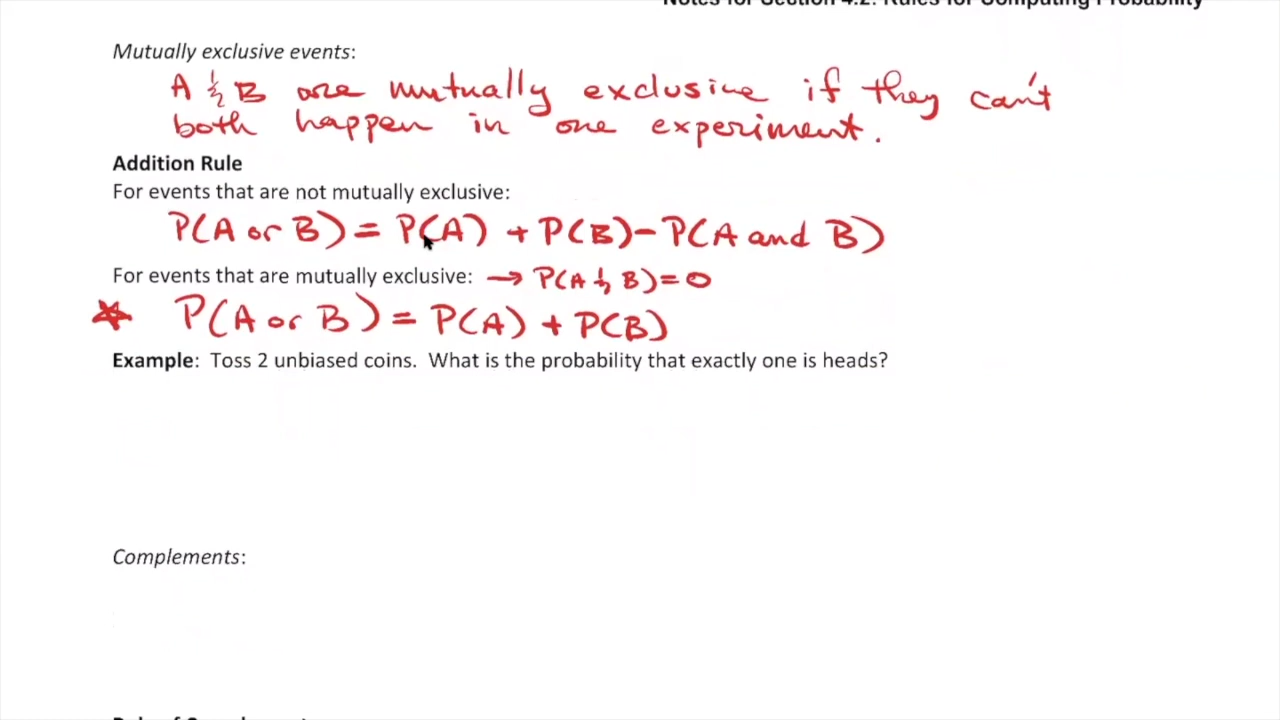 Notes for Section 4.2: Rules for Computing Probability
Mutually exclusive events:
A & B are mutually exclusive if they can't
both happen in one experiment.
Addition Rule
For events that are not mutually exclusive:
P(A or B) = P(A) + P(B) - P(A and B)
For events that are mutually exclusive: → P(A & B) = 0
P(A or B) = P(A) + P(B)
Example: Toss 2 unbiased coins. What is the probability that exactly one is heads?
Complements: